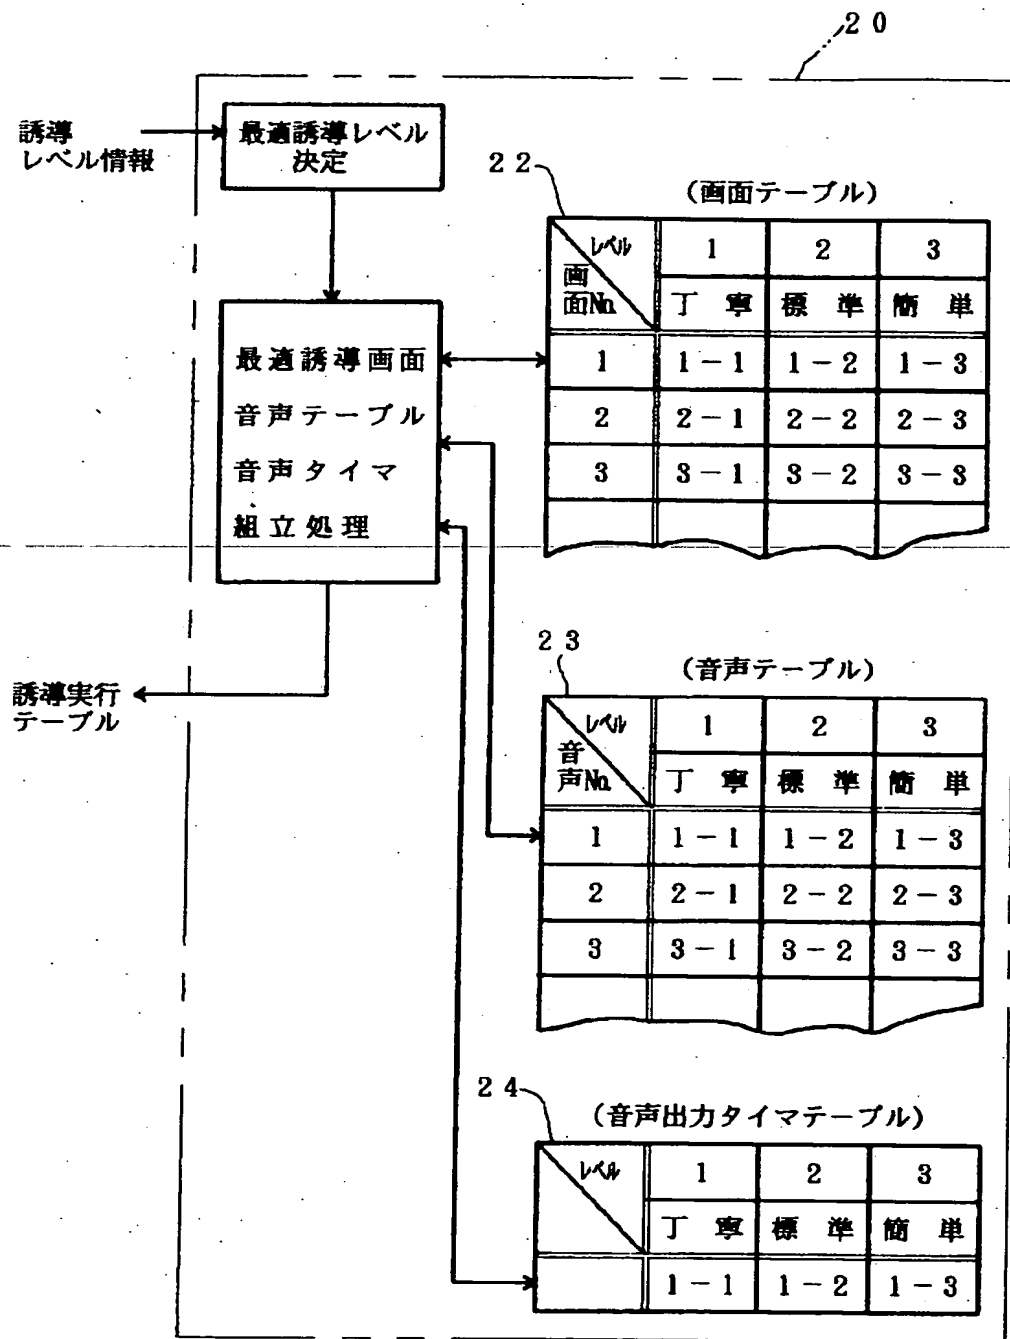 20
誘導
レベル情報
最適誘導レベル
決定
22
(画面テーブル)
レベル 1 2 3
画面No. 丁寧 標準 簡単
1 1-1 1-2 1-3
2 2-1 2-2 2-3
3 3-1 3-2 3-3
最適誘導画面
音声テーブル
音声タイマ
組立処理
誘導実行
テーブル
23
(音声テーブル)
レベル 1 2 3
音声No. 丁寧 標準 簡単
1 1-1 1-2 1-3
2 2-1 2-2 2-3
3 3-1 3-2 3-3
24
(音声出力タイマテーブル)
レベル 1 2 3
丁寧 標準 簡単
1-1 1-2 1-3